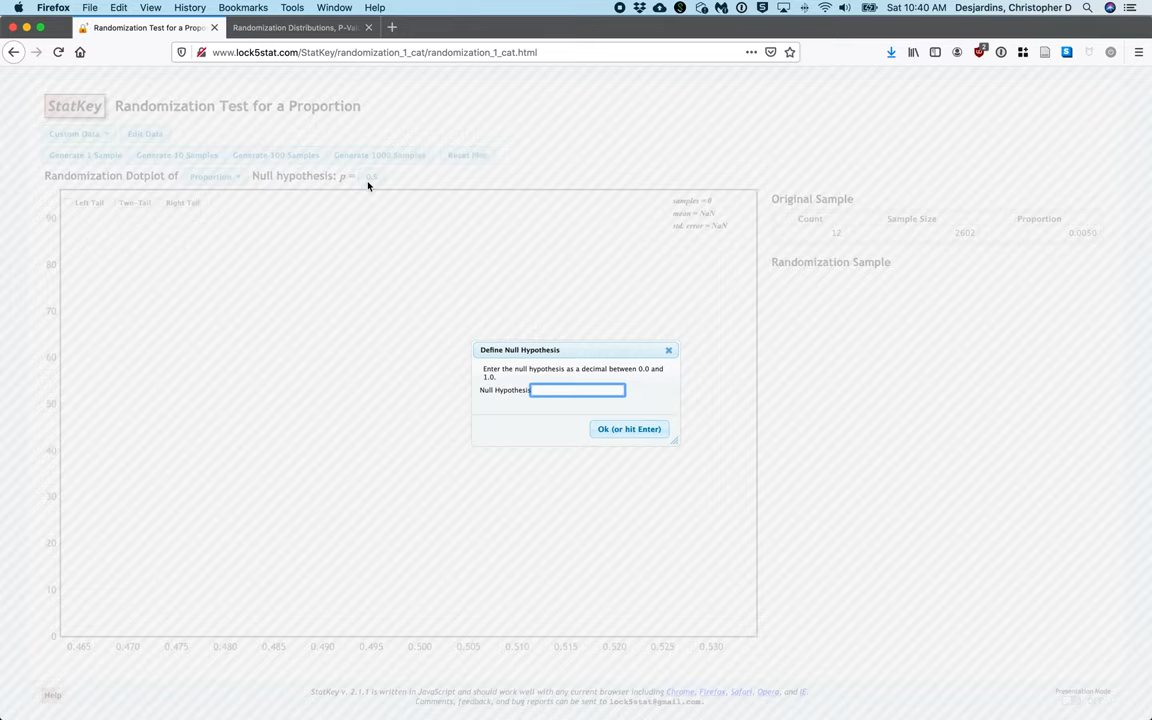 Firefox File Edit View History Bookmarks Tools Window Help Sat 10:40 AM Desjardins, Christopher D
Randomization Test for a Propo Randomization Distributions, P-Val
www.lock5stat.com/StatKey/randomization_1_cat/randomization_1_cat.html
2
StatKey Randomization Test for a Proportion
Custom Data Edit Data
Generate 1 Sample Generate 10 Samples Generate 100 Samples Generate 1000 Samples Reset Plot
Randomization Dotplot of Proportion Null hypothesis: p = 0.5
Left Tail Two-Tail Right Tail
samples = 0
mean = NaN
std. error = NaN
Original Sample
Count Sample Size Proportion
12 2602 0.0050
Randomization Sample
90
80
70
60
50
40
30
20
10
0
0.465 0.470 0.475 0.480 0.485 0.490 0.495 0.500 0.505 0.510 0.515 0.520 0.525 0.530
Define Null Hypothesis
Enter the null hypothesis as a decimal between 0.0 and
1.0.
Null Hypothesis
Ok (or hit Enter)
Help
StatKey v. 2.1.1 is written in JavaScript and should work well with any current browser including Chrome, Firefox, Safari, Opera, and IE.
Comments, feedback, and bug reports can be sent to lock5stat@gmail.com.
Presentation Mode
OFF